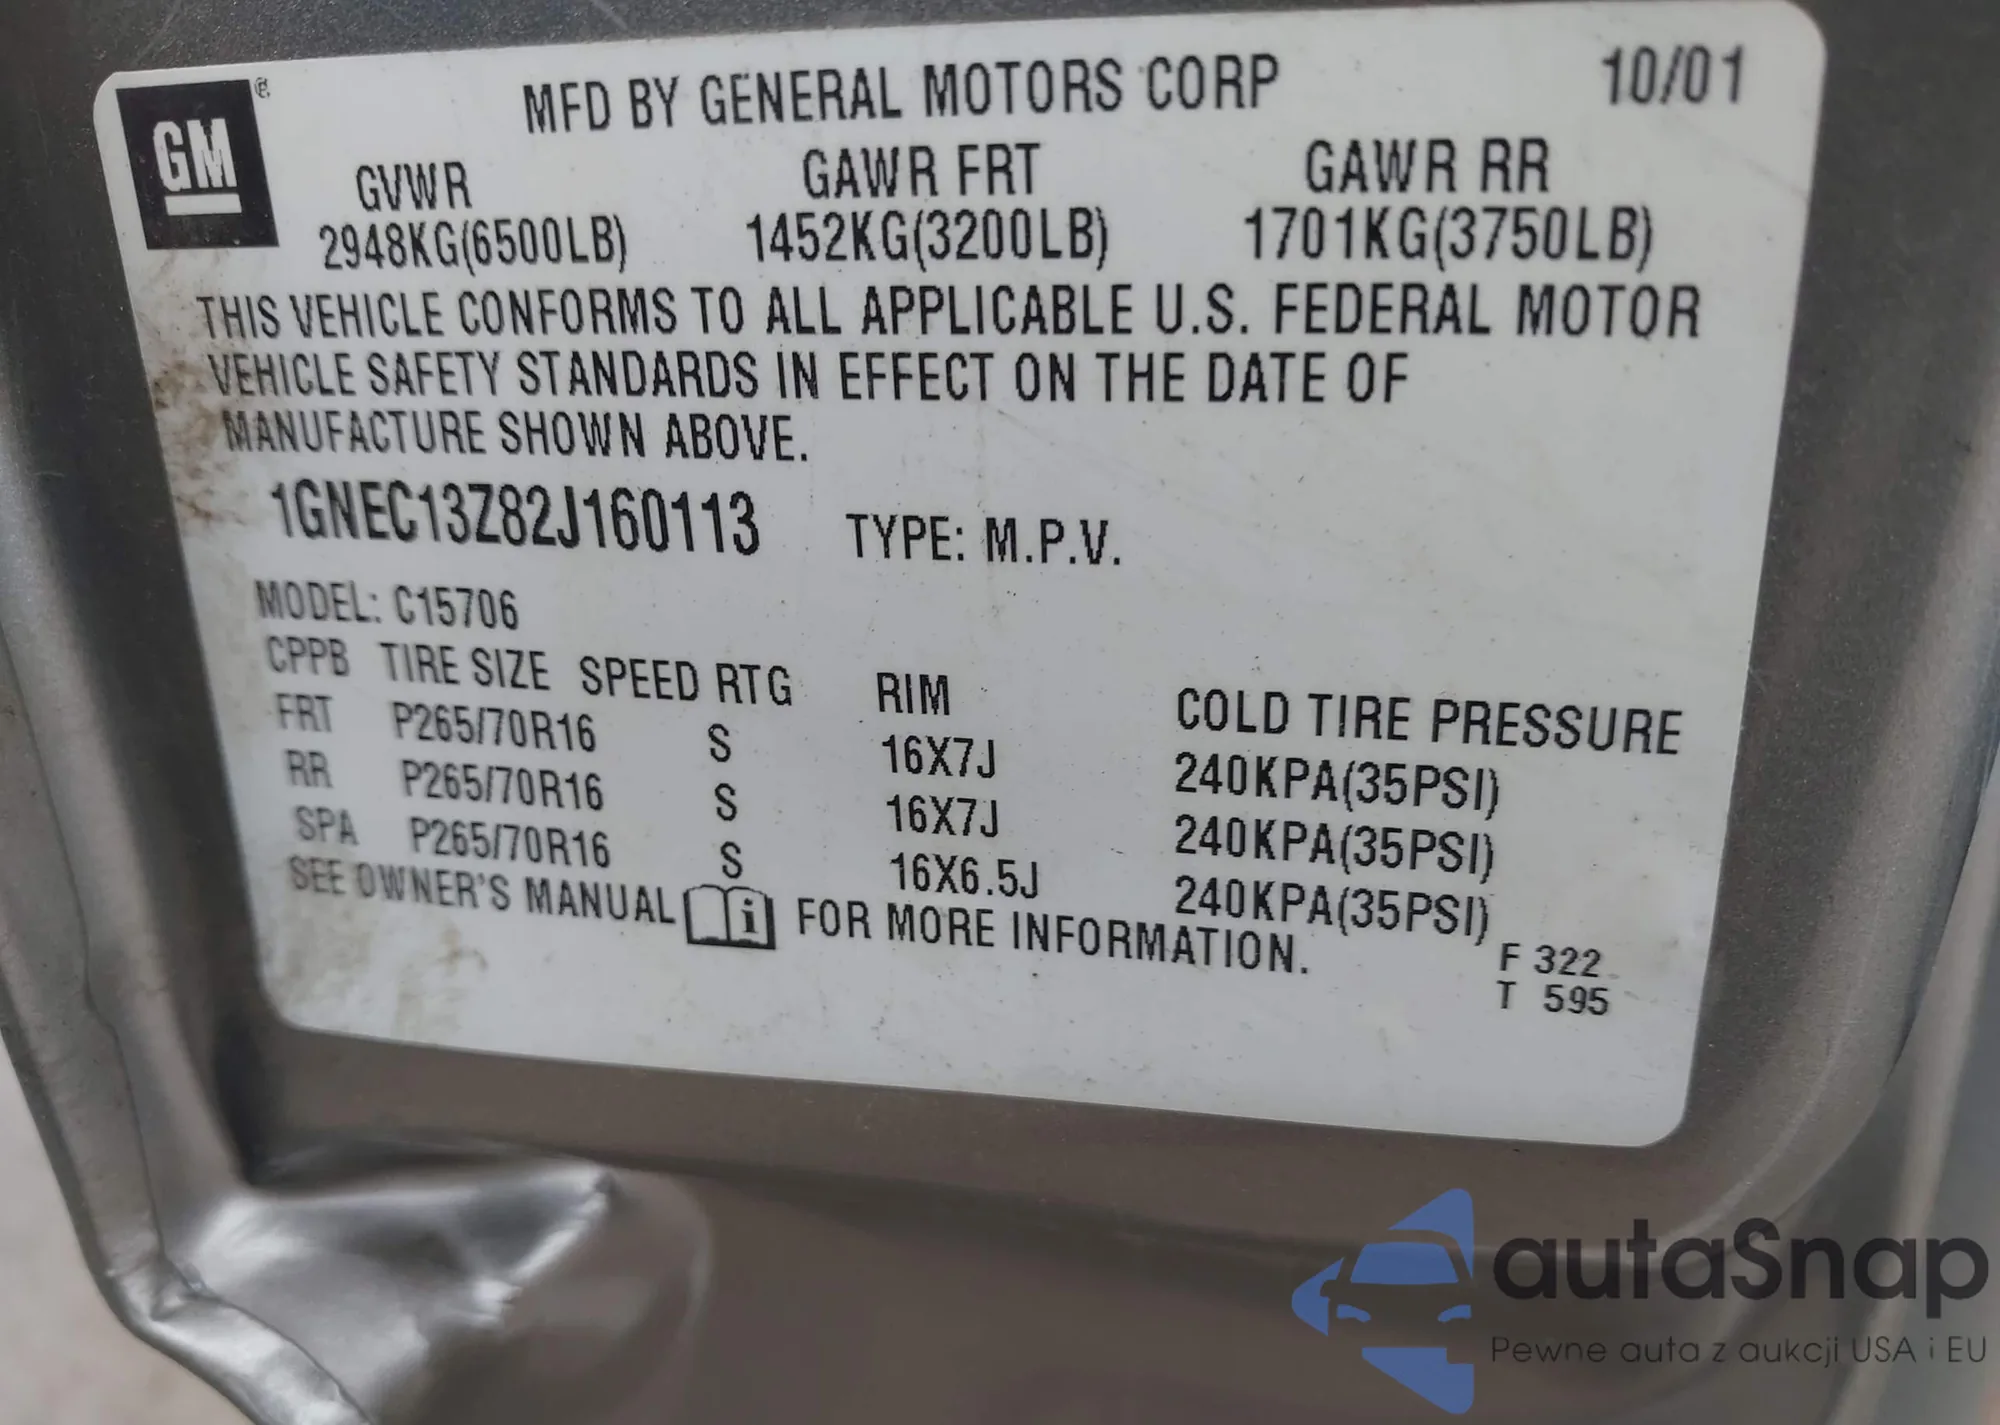 GM
MFD BY GENERAL MOTORS CORP 10/01
GVWR GAWR FRT GAWR RR
2948KG(6500LB) 1452KG(3200LB) 1701KG(3750LB)
THIS VEHICLE CONFORMS TO ALL APPLICABLE U.S. FEDERAL MOTOR
VEHICLE SAFETY STANDARDS IN EFFECT ON THE DATE OF
MANUFACTURE SHOWN ABOVE.
1GNEC13Z82J160113 TYPE: M.P.V.
MODEL: C15706
CPPB TIRE SIZE SPEED RTG RIM COLD TIRE PRESSURE
FRT P265/70R16 S 16X7J 240KPA(35PSI)
RR P265/70R16 S 16X7J 240KPA(35PSI)
SPA P265/70R16 S 16X6.5J 240KPA(35PSI)
SEE OWNER'S MANUAL i FOR MORE INFORMATION.
F 322
T 595
autaSnap
Pewne auta z aukcji USA i EU